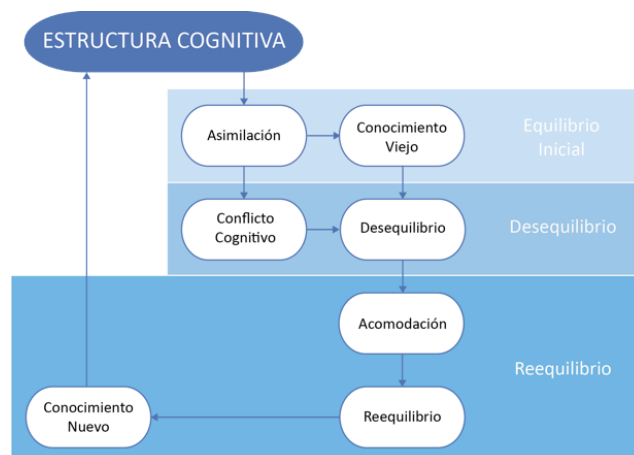 ESTRUCTURA COGNITIVA
Asimilación
Conocimiento
Viejo
Equilibrio
Inicial
Conflicto
Cognitivo
Desequilibrio
Desequilibrio
Acomodación
Reequilibrio
Conocimiento
Nuevo
Reequilibrio